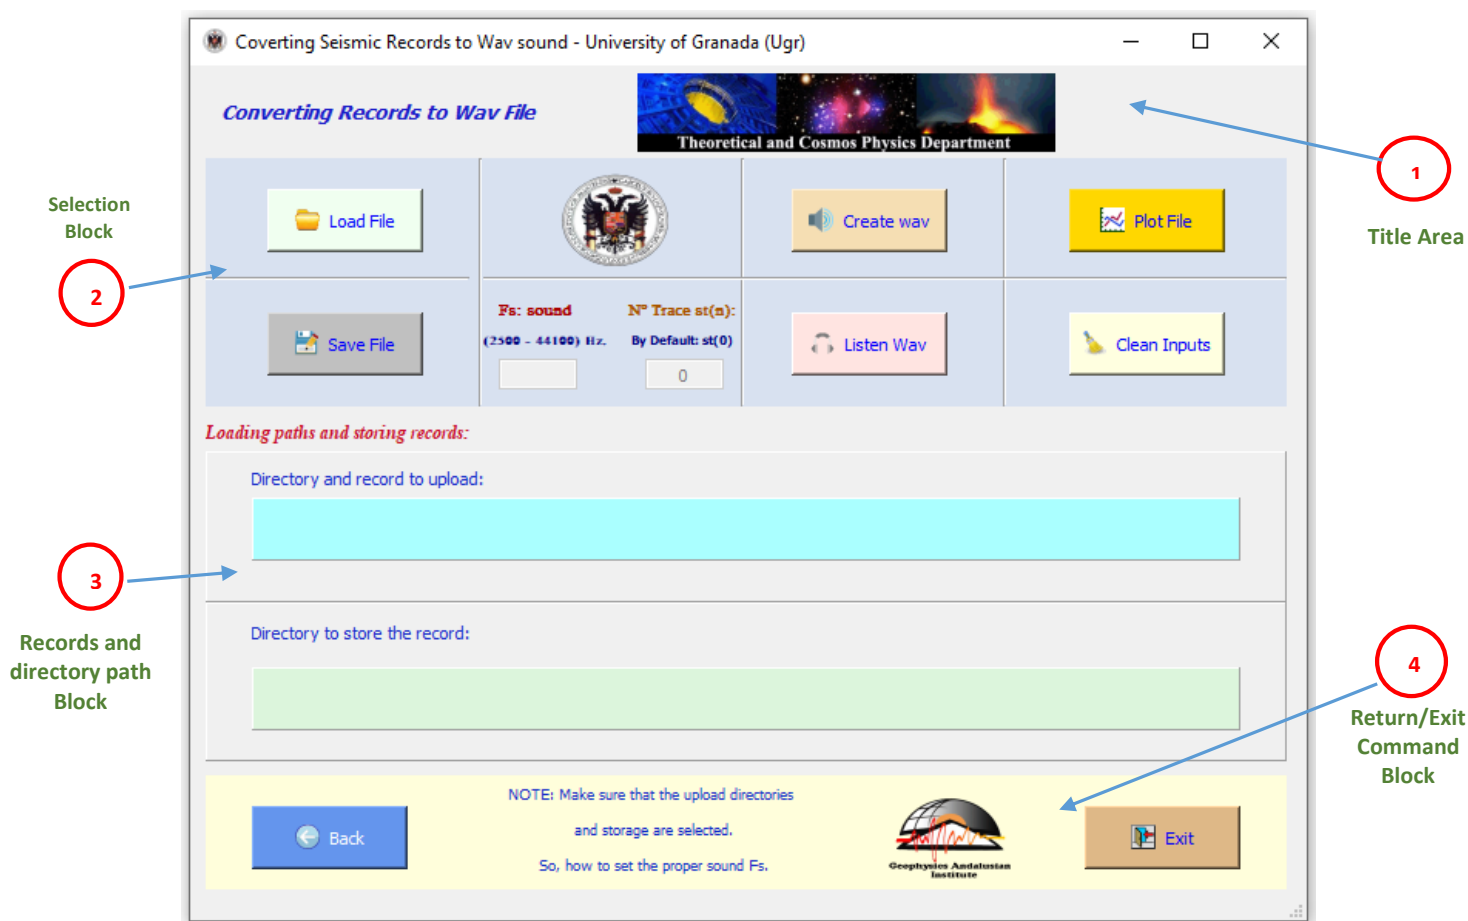 Coverting Seismic Records to Wav sound - University of Granada (Ugr)
Converting Records to Wav File
Theoretical and Cosmos Physics Department
1
Title Area
Selection
Block
2
Load File
Create wav
Plot File
Save File
Fs: sound
(2500 - 44100) Hz.
Nº Trace st(n):
By Default: st(0)
0
Listen Wav
Clean Inputs
Loading paths and storing records:
Directory and record to upload:
3
Records and
directory path
Block
Directory to store the record:
4
Return/Exit
Command
Block
Back
NOTE: Make sure that the upload directories
and storage are selected.
So, how to set the proper sound Fs.
Geophysics Andalusian
Institute
Exit